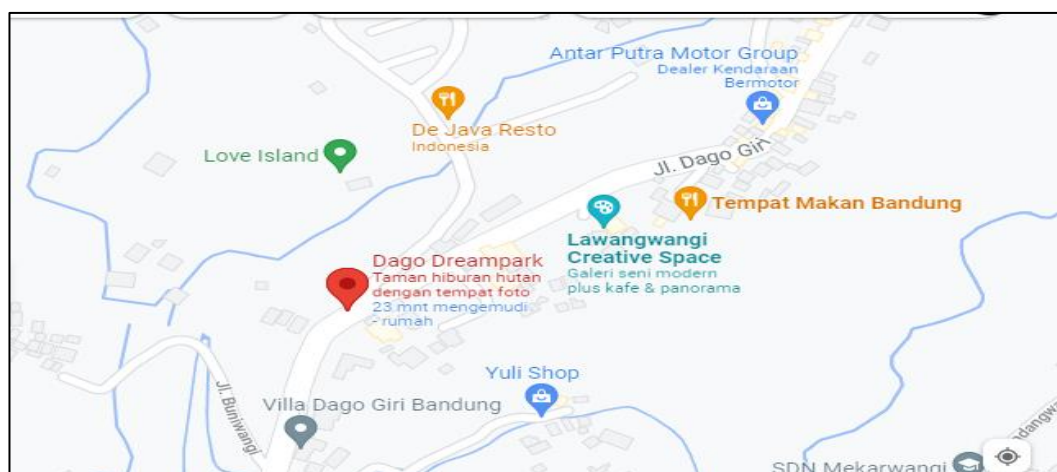 Antar Putra Motor Group
Dealer Kendaraan
Bermotor
De Java Resto
Indonesia
Love Island
Jl. Dago Giri
Tempat Makan Bandung
Lawangwangi
Creative Space
Galeri seni modern
plus kafe & panorama
Dago Dreampark
Taman hiburan hutan
dengan tempat foto
23 mnt mengemudi
- rumah
Yuli Shop
Jl. Buniwangi
Villa Dago Giri Bandung
SDN Mekarwangi